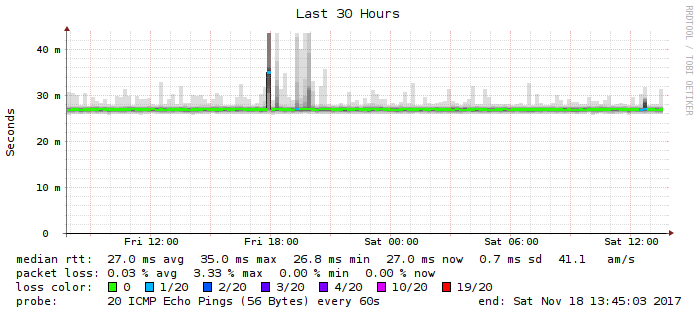 Last 30 Hours
RRDTOOL / TOBI OETIKER
Seconds
40 m
30 m
20 m
10 m
0
Fri 12:00 Fri 18:00 Sat 00:00 Sat 06:00 Sat 12:00
median rtt: 27.0 ms avg 35.0 ms max 26.8 ms min 27.0 ms now 0.7 ms sd 41.1 am/s
packet loss: 0.03 % avg 3.33 % max 0.00 % min 0.00 % now
loss color: 0 1/20 2/20 3/20 4/20 10/20 19/20
probe: 20 ICMP Echo Pings (56 Bytes) every 60s end: Sat Nov 18 13:45:03 2017